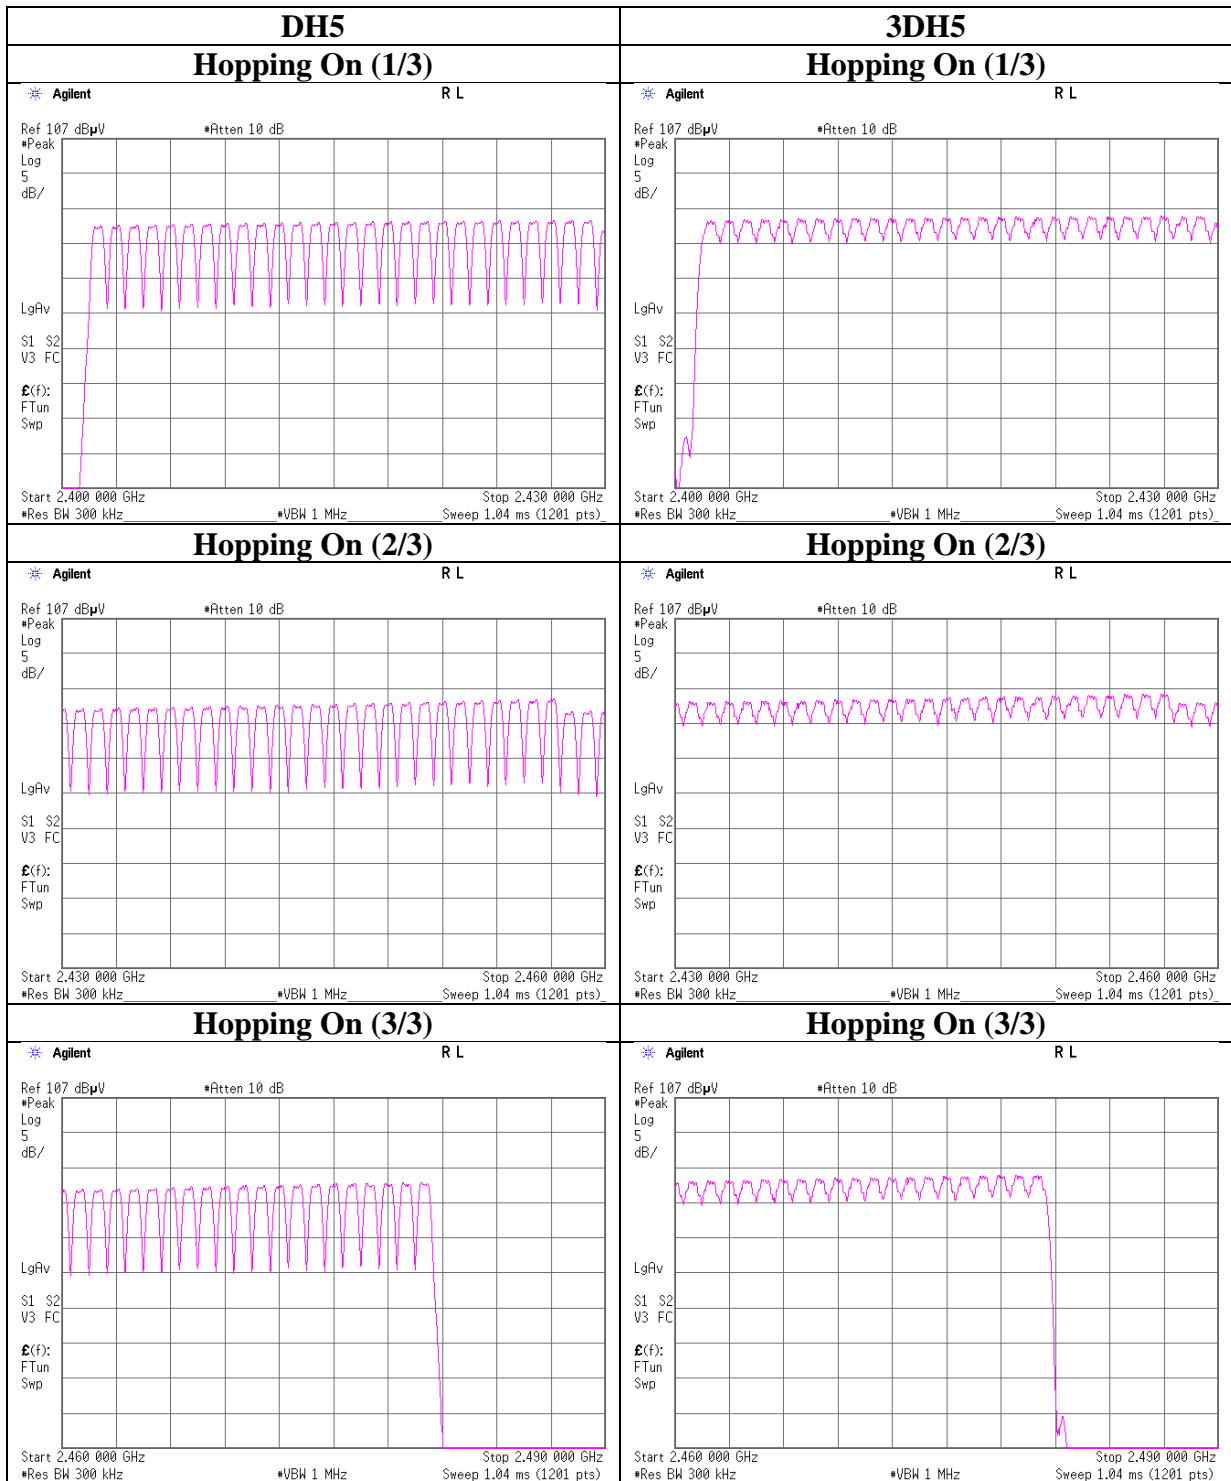 DH5 3DH5
Hopping On (1/3) Hopping On (1/3)
Agilent R L Agilent R L
Ref 107 dBµV #Atten 10 dB Ref 107 dBµV #Atten 10 dB
#Peak #Peak
Log Log
5 5
dB/ dB/
LgAv LgAv
S1 S2 S1 S2
V3 FC V3 FC
£(f): £(f):
FTun FTun
Swp Swp
Start 2.400 000 GHz Stop 2.430 000 GHz Start 2.400 000 GHz Stop 2.430 000 GHz
#Res BW 300 kHz #VBW 1 MHz Sweep 1.04 ms (1201 pts) #Res BW 300 kHz #VBW 1 MHz Sweep 1.04 ms (1201 pts)
Hopping On (2/3) Hopping On (2/3)
Agilent R L Agilent R L
Ref 107 dBµV #Atten 10 dB Ref 107 dBµV #Atten 10 dB
#Peak #Peak
Log Log
5 5
dB/ dB/
LgAv LgAv
S1 S2 S1 S2
V3 FC V3 FC
£(f): £(f):
FTun FTun
Swp Swp
Start 2.430 000 GHz Stop 2.460 000 GHz Start 2.430 000 GHz Stop 2.460 000 GHz
#Res BW 300 kHz #VBW 1 MHz Sweep 1.04 ms (1201 pts) #Res BW 300 kHz #VBW 1 MHz Sweep 1.04 ms (1201 pts)
Hopping On (3/3) Hopping On (3/3)
Agilent R L Agilent R L
Ref 107 dBµV #Atten 10 dB Ref 107 dBµV #Atten 10 dB
#Peak #Peak
Log Log
5 5
dB/ dB/
LgAv LgAv
S1 S2 S1 S2
V3 FC V3 FC
£(f): £(f):
FTun FTun
Swp Swp
Start 2.460 000 GHz Stop 2.490 000 GHz Start 2.460 000 GHz Stop 2.490 000 GHz
#Res BW 300 kHz #VBW 1 MHz Sweep 1.04 ms (1201 pts) #Res BW 300 kHz #VBW 1 MHz Sweep 1.04 ms (1201 pts)